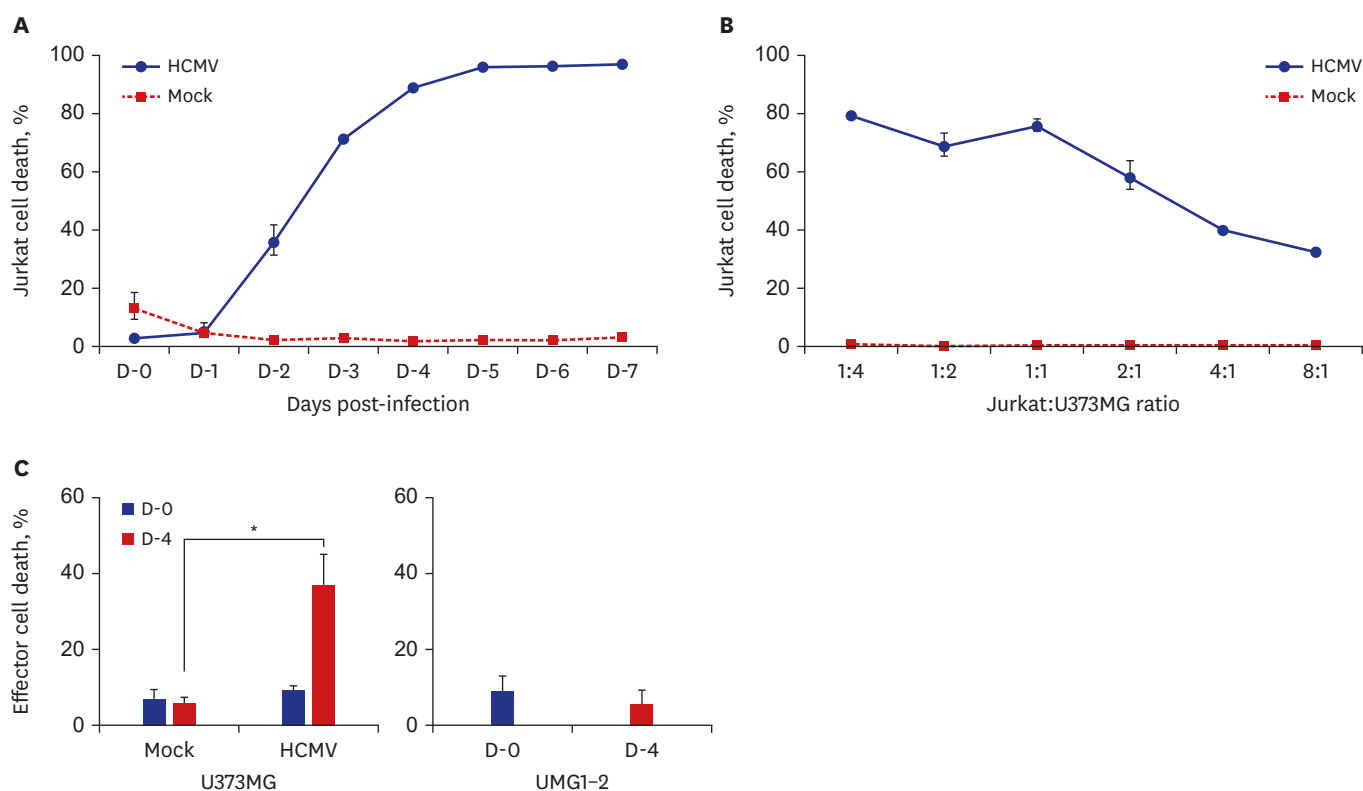 A
Jurkat cell death, %
100
80
60
40
20
0
HCMV
Mock
D-0 D-1 D-2 D-3 D-4 D-5 D-6 D-7
Days post-infection
B
Jurkat cell death, %
100
80
60
40
20
0
HCMV
Mock
1:4 1:2 1:1 2:1 4:1 8:1
Jurkat:U373MG ratio
C
Effector cell death, %
60
40
20
0
D-0
D-4
*
Mock HCMV
U373MG
60
40
20
0
D-0 D-4
UMG1–2